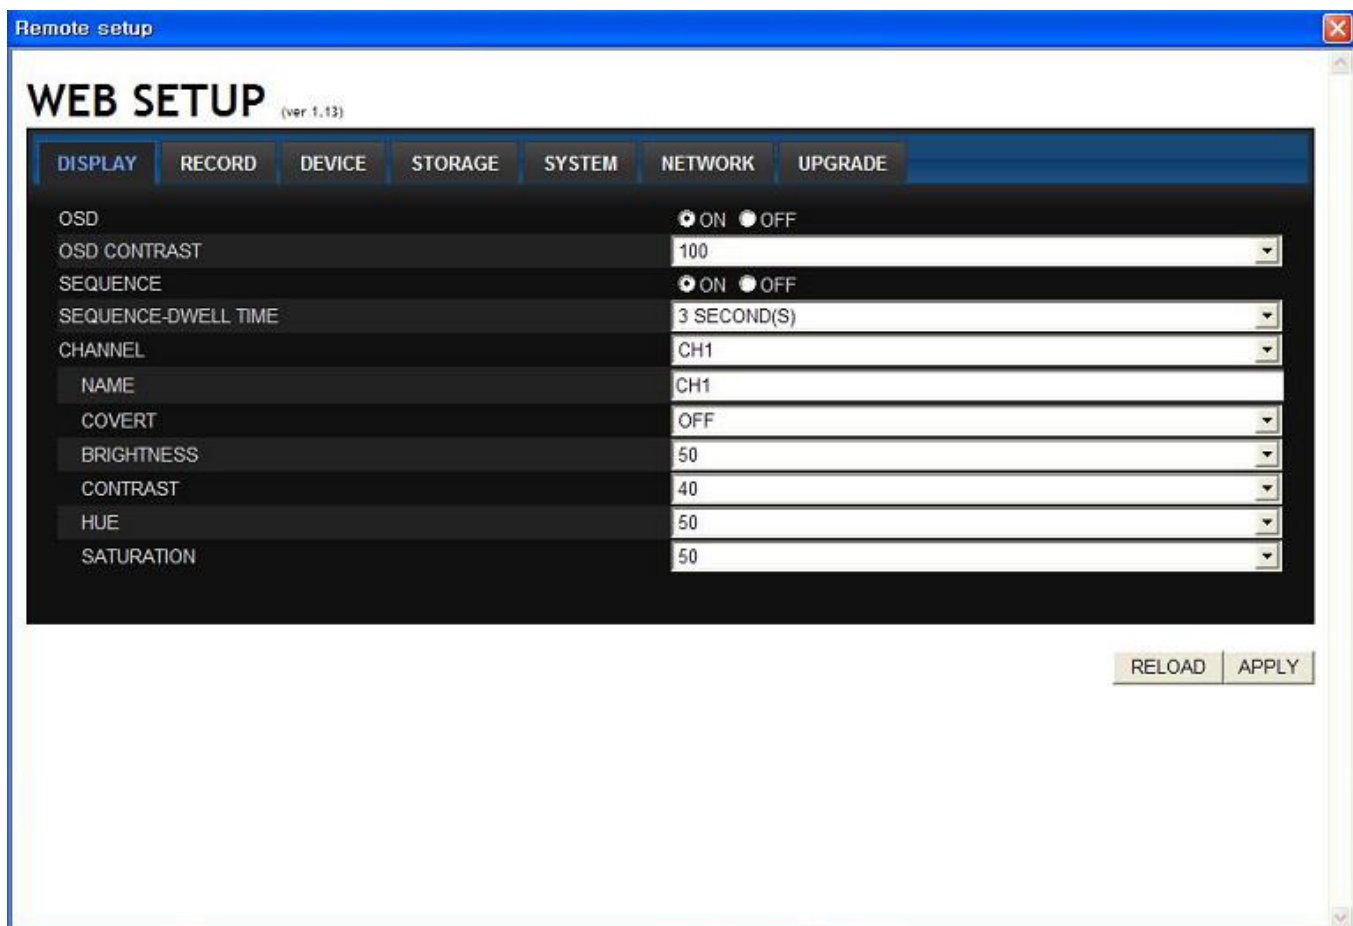 Remote setup
WEB SETUP (ver 1.13)
DISPLAY RECORD DEVICE STORAGE SYSTEM NETWORK UPGRADE
OSD ON OFF
OSD CONTRAST 100
SEQUENCE ON OFF
SEQUENCE-DWELL TIME 3 SECOND(S)
CHANNEL CH1
NAME CH1
COVERT OFF
BRIGHTNESS 50
CONTRAST 40
HUE 50
SATURATION 50
RELOAD APPLY